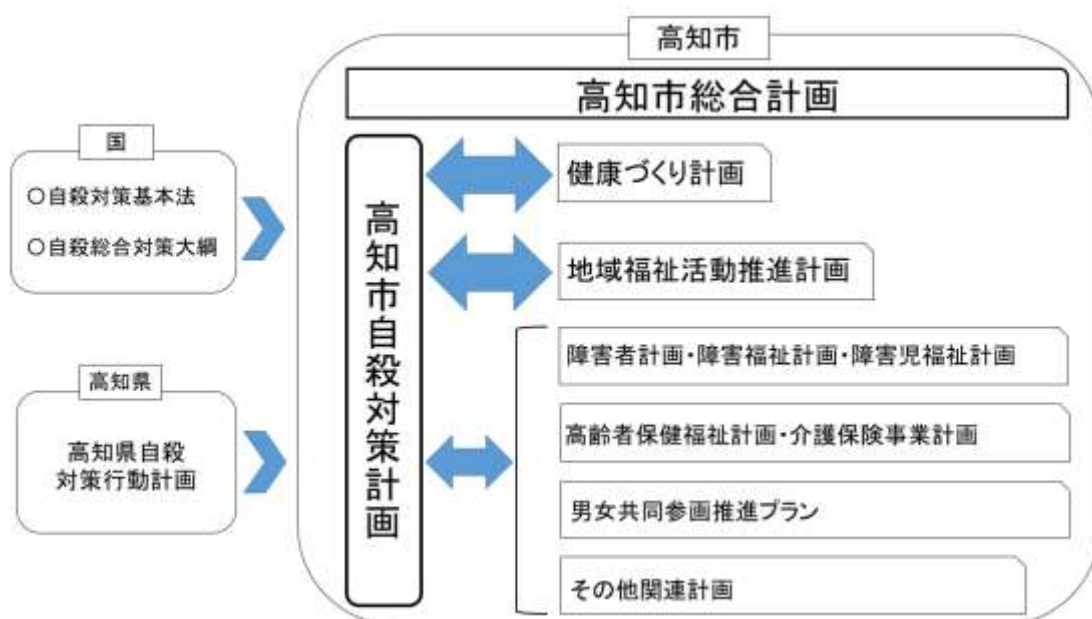 高知市
高知市総合計画
国
○自殺対策基本法
○自殺総合対策大綱
高知県
高知県自殺
対策行動計画
高知市自殺対策計画
健康づくり計画
地域福祉活動推進計画
障害者計画・障害福祉計画・障害児福祉計画
高齢者保健福祉計画・介護保険事業計画
男女共同参画推進プラン
その他関連計画